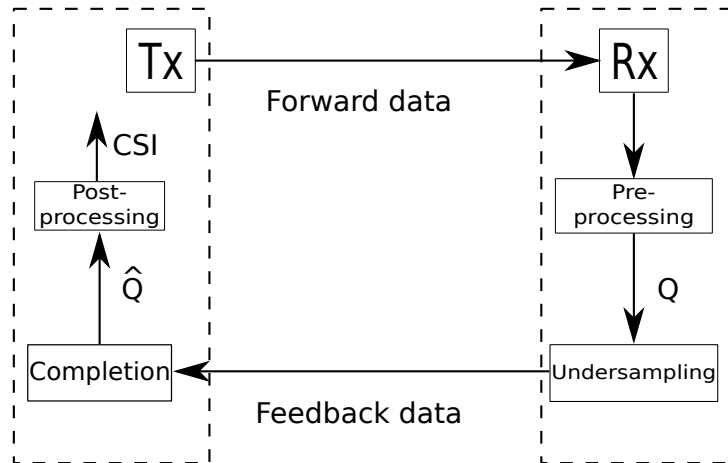 Tx
Rx
Forward data
CSI
Post-
processing
Pre-
processing
Q̂
Q
Completion
Undersampling
Feedback data